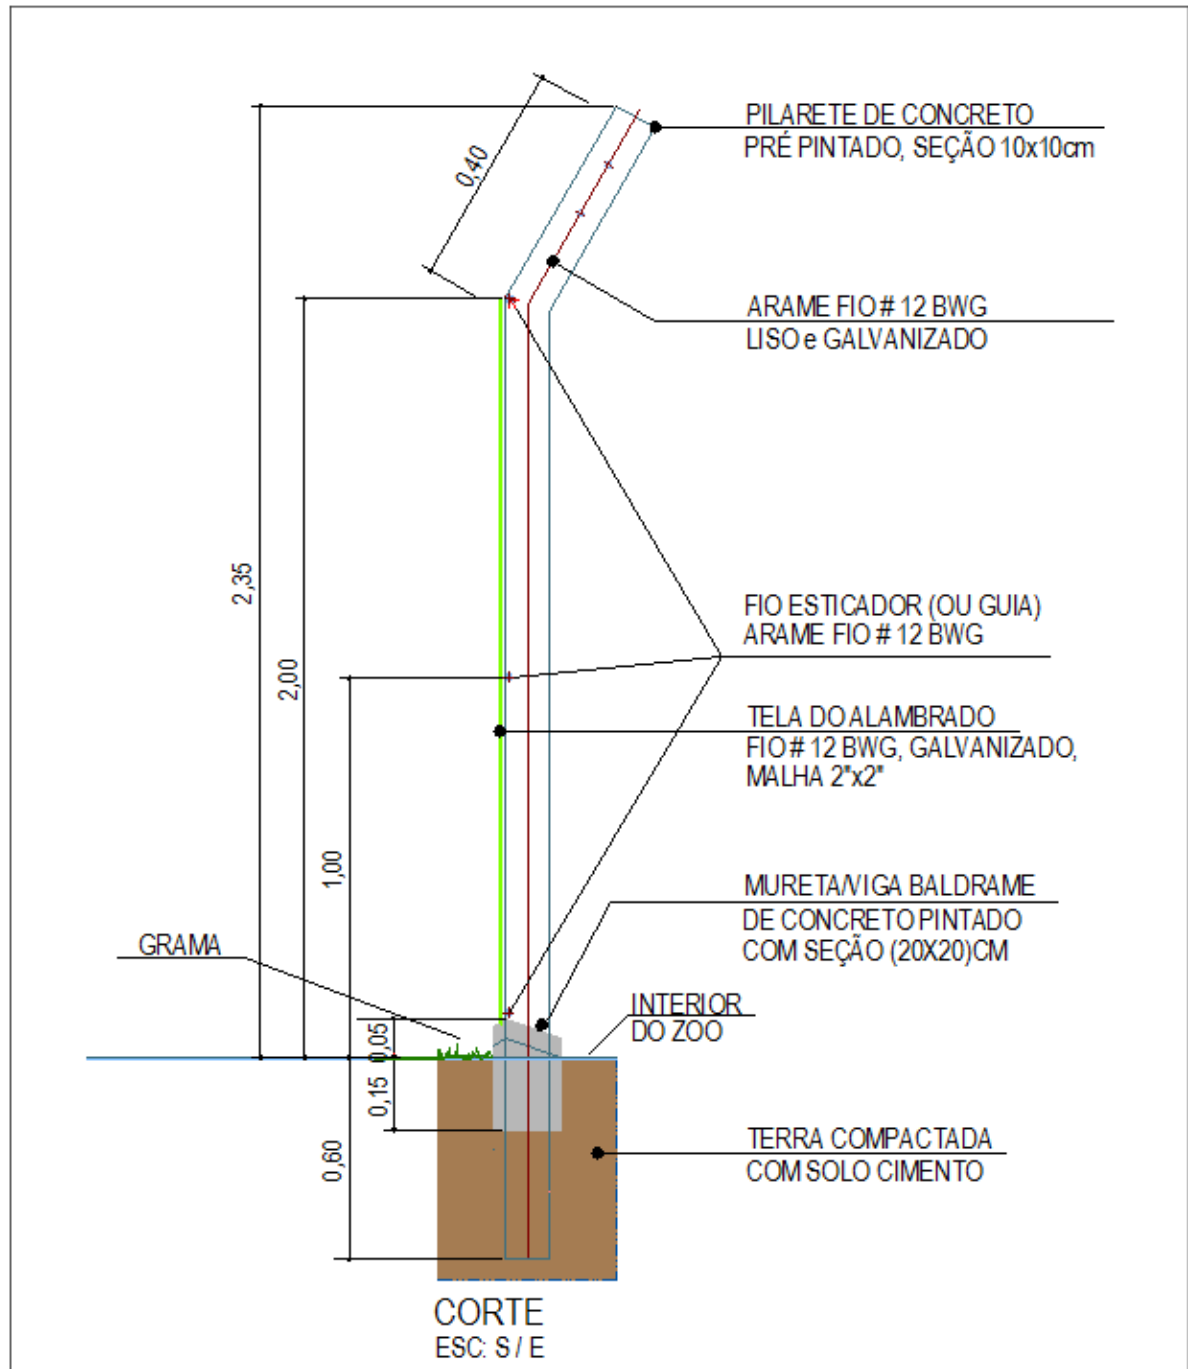 PILARETE DE CONCRETO
PRÉ PINTADO, SEÇÃO 10x10cm
0,40
ARAME FIO # 12 BWG
LISO e GALVANIZADO
2,35
FIO ESTICADOR (OU GUIA)
ARAME FIO # 12 BWG
2,00
TELA DO ALAMBRADO
FIO # 12 BWG, GALVANIZADO,
MALHA 2"x2"
1,00
MURETA/VIGA BALDRAME
DE CONCRETO PINTADO
COM SEÇÃO (20X20)CM
GRAMA
INTERIOR
DO ZOO
0,05
0,15
0,60
TERRA COMPACTADA
COM SOLO CIMENTO
CORTE
ESC: S / E